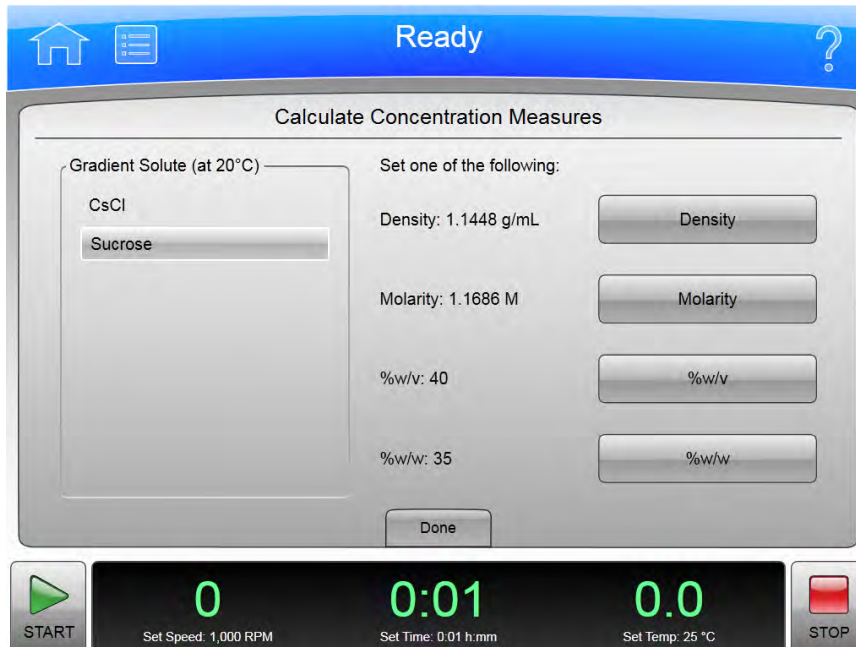 Ready
?
Calculate Concentration Measures
Gradient Solute (at 20°C)
CsCl
Sucrose
Set one of the following:
Density: 1.1448 g/mL
Density
Molarity: 1.1686 M
Molarity
%w/v: 40
%w/v
%w/w: 35
%w/w
Done
START
0
Set Speed: 1,000 RPM
0:01
Set Time: 0:01 h:mm
0.0
Set Temp: 25 °C
STOP